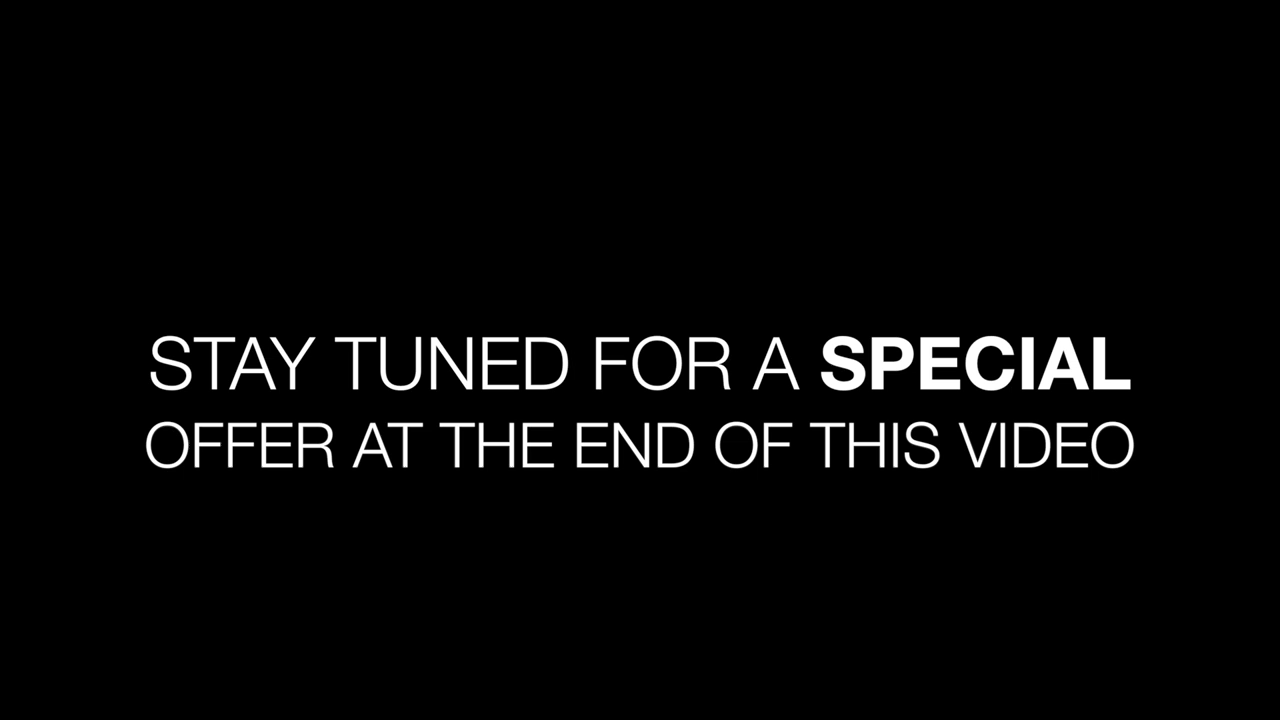 STAY TUNED FOR A SPECIAL
OFFER AT THE END OF THIS VIDEO